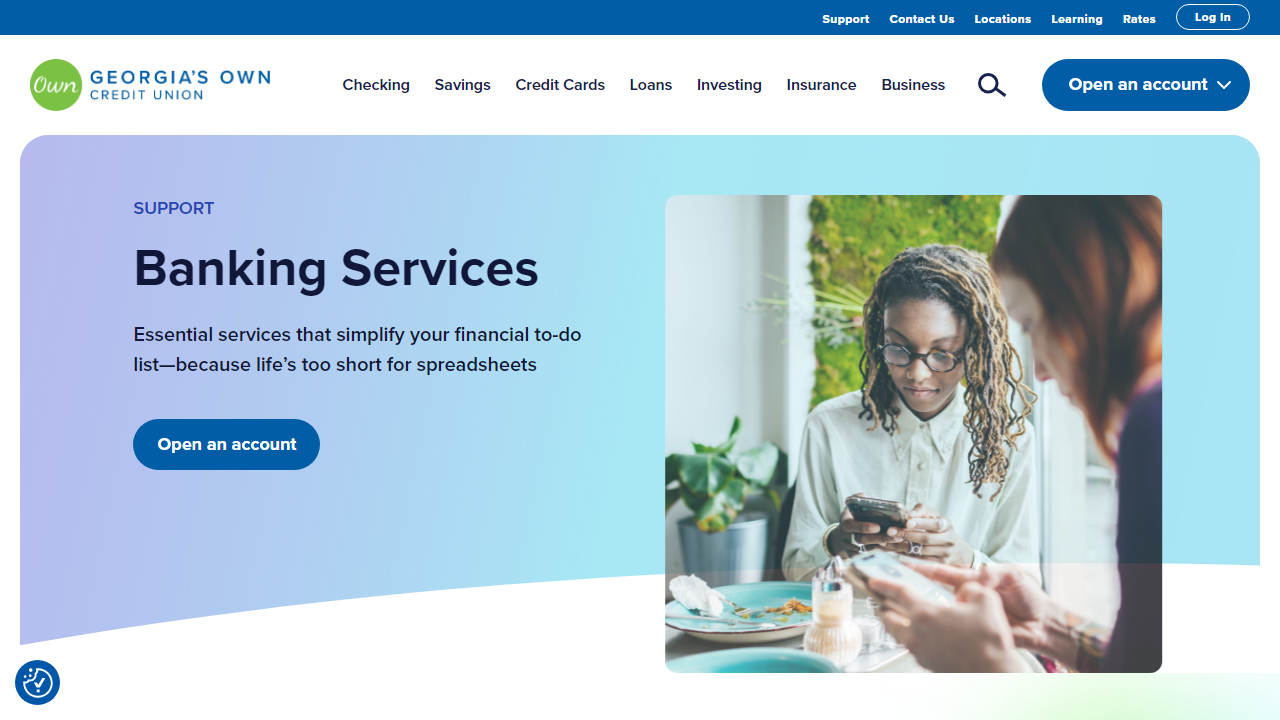 Support Contact Us Locations Learning Rates Log In
Own GEORGIA'S OWN
CREDIT UNION
Checking Savings Credit Cards Loans Investing Insurance Business Open an account
SUPPORT
Banking Services
Essential services that simplify your financial to-do
list—because life’s too short for spreadsheets
Open an account